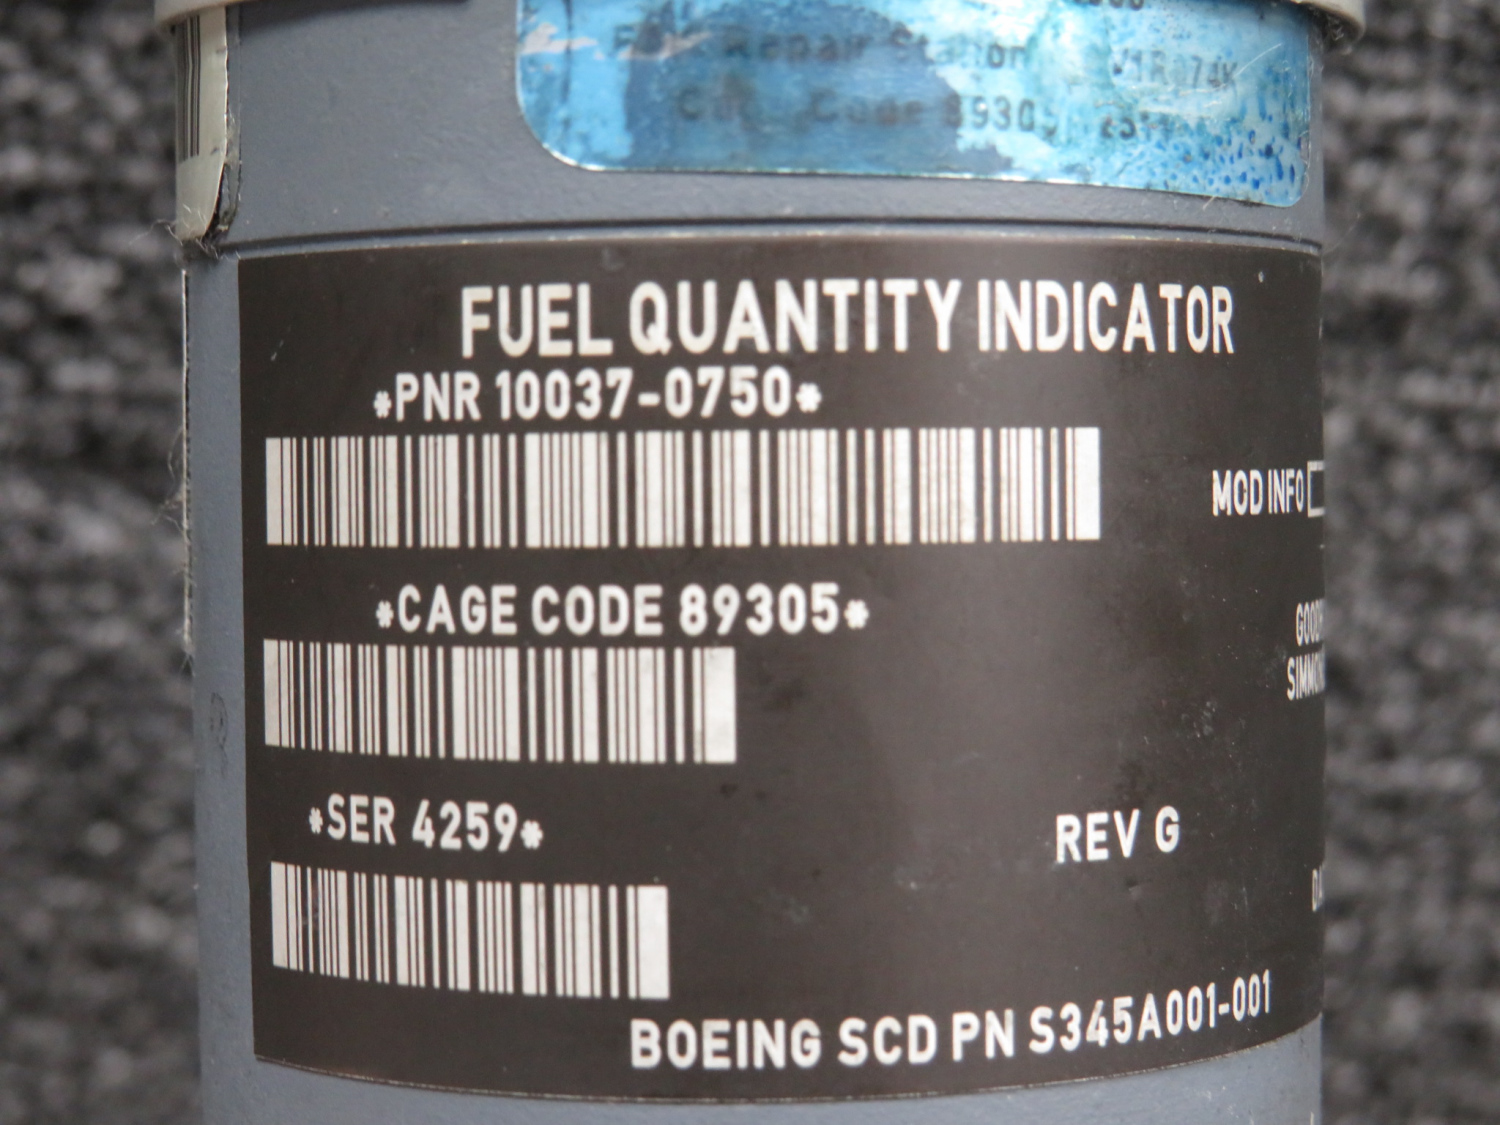 Repair Station
Code 89305
FUEL QUANTITY INDICATOR
*PNR 10037-0750*
MOD INFO
*CAGE CODE 89305*
*SER 4259*
REV G
BOEING SCD PN S345A001-001